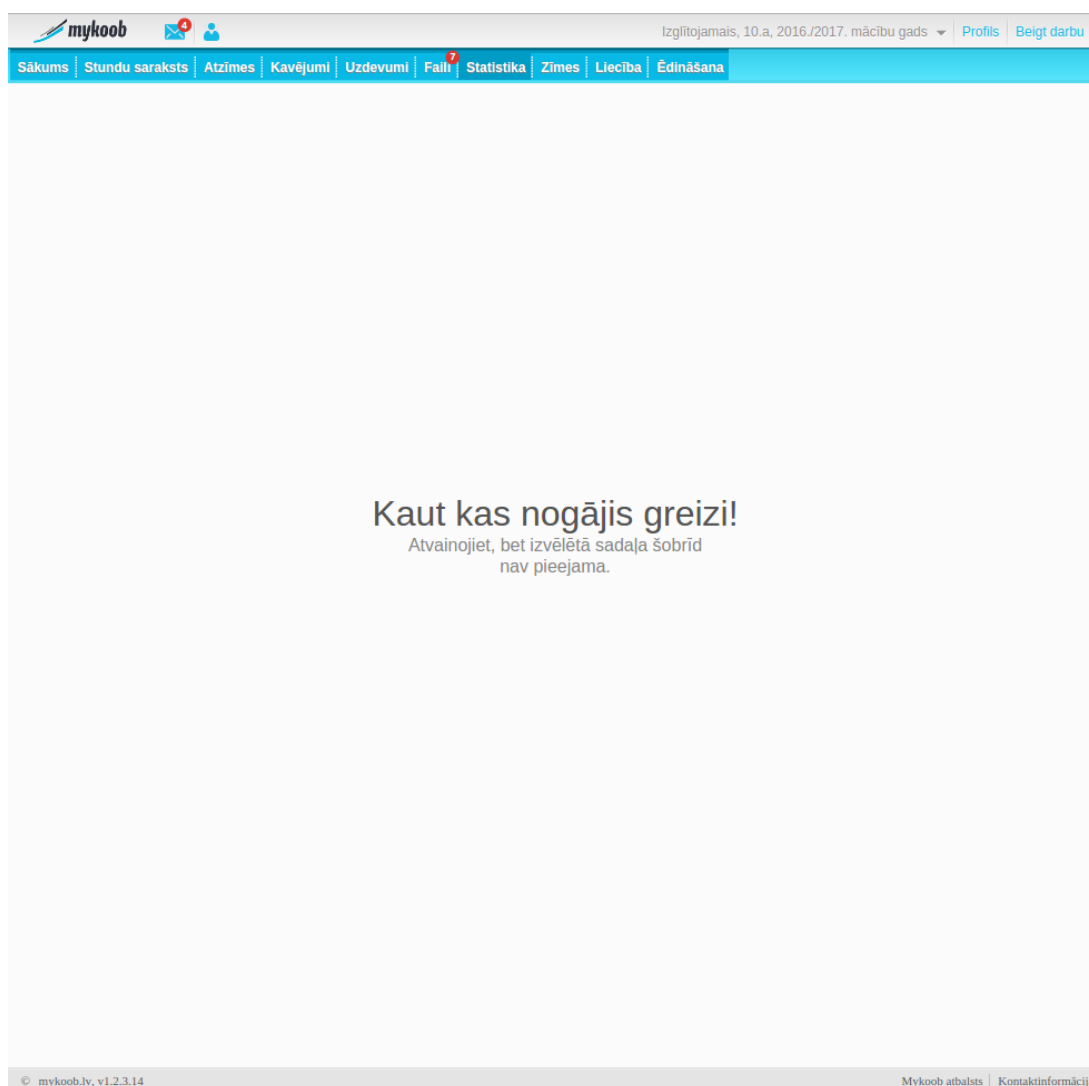 mykoob
4
Izglītojamais, 10.a, 2016./2017. mācību gads
Profils
Beigt darbu
Sākums
Stundu saraksts
Atzīmes
Kavējumi
Uzdevumi
Faili
7
Statistika
Zīmes
Liecība
Ēdināšana
Kaut kas nogājis greizi!
Atvainojiet, bet izvēlētā sadaļa šobrīd
nav pieejama.
© mykoob.lv, v1.2.3.14
Mykoob atbalsts
Kontaktinformācij